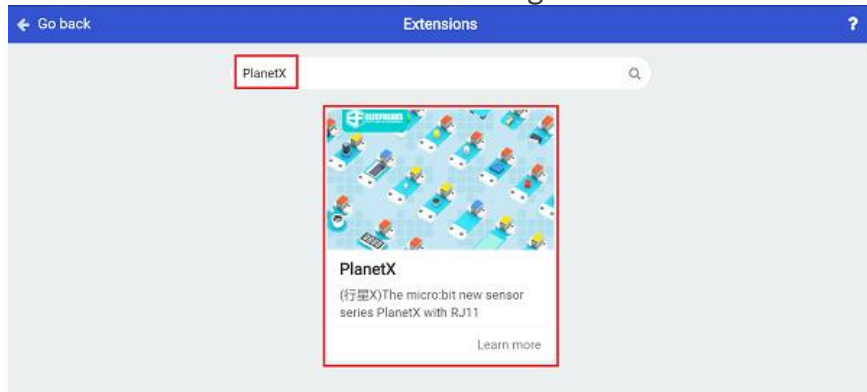 Go back
Extensions
?
PlanetX
ELECFREAKS
PlanetX
(行星X)The micro:bit new sensor
series PlanetX with RJ11
Learn more